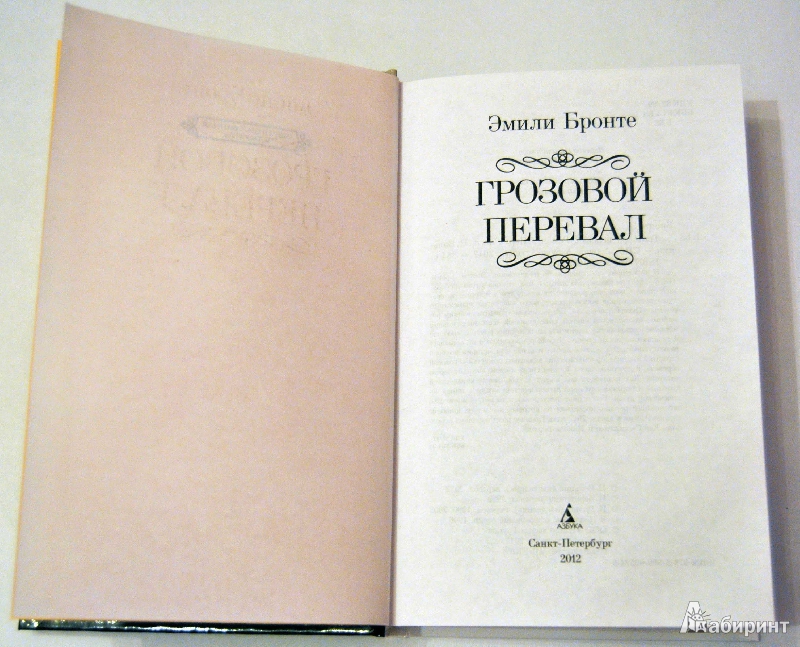 Эмили Бронте
ГРОЗОВОЙ
ПЕРЕВАЛ
АЗБУКА
Санкт-Петербург
2012
Лабиринт